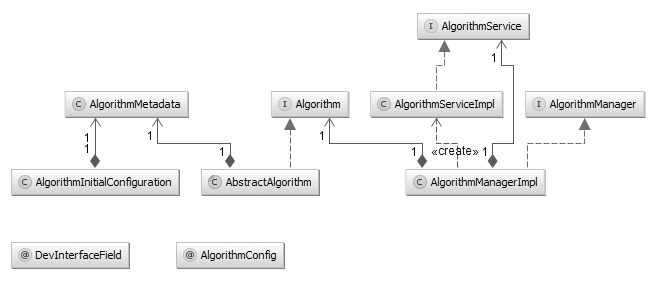 I AlgorithmService
1
C AlgorithmMetadata
I Algorithm
C AlgorithmServiceImpl
I AlgorithmManager
1
1
1
1
1
1
«create»
1
1
C AlgorithmInitialConfiguration
C AbstractAlgorithm
C AlgorithmManagerImpl
@ DevInterfaceField
@ AlgorithmConfig